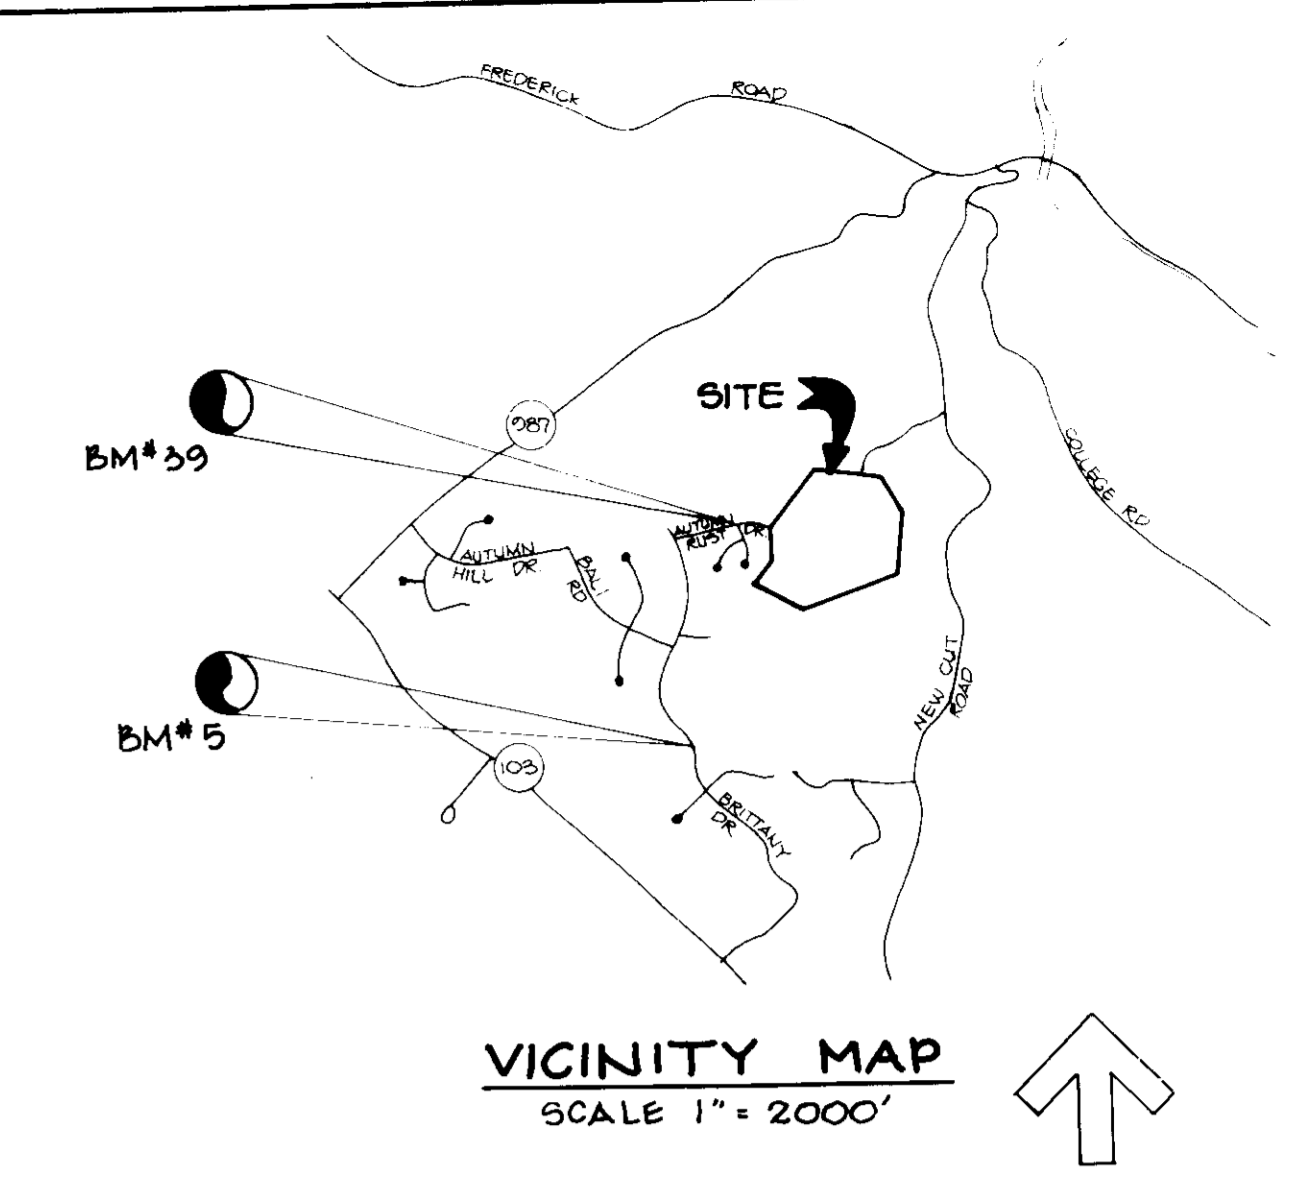 FREDERICK ROAD
SITE
987
BM#39
AUTUMN
RUST DR.
AUTUMN
HILL DR.
BALI
RD
COLLEGE RD
NEW CUT
ROAD
BM#5
103
BRITTANY
DR
VICINITY MAP
SCALE 1" = 2000'